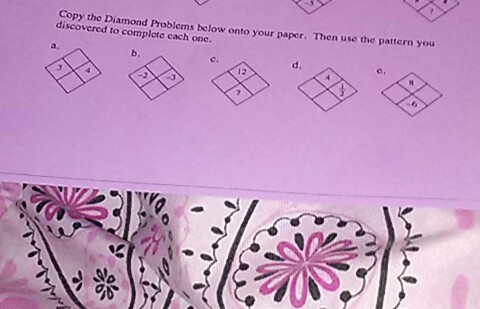 -3
?
Copy the Diamond Problems below onto your paper. Then use the pattern you
discovered to complete each one.
a.
b.
c.
d.
e.
3 4
-2 -3
12
7
4
1/2
8
-6